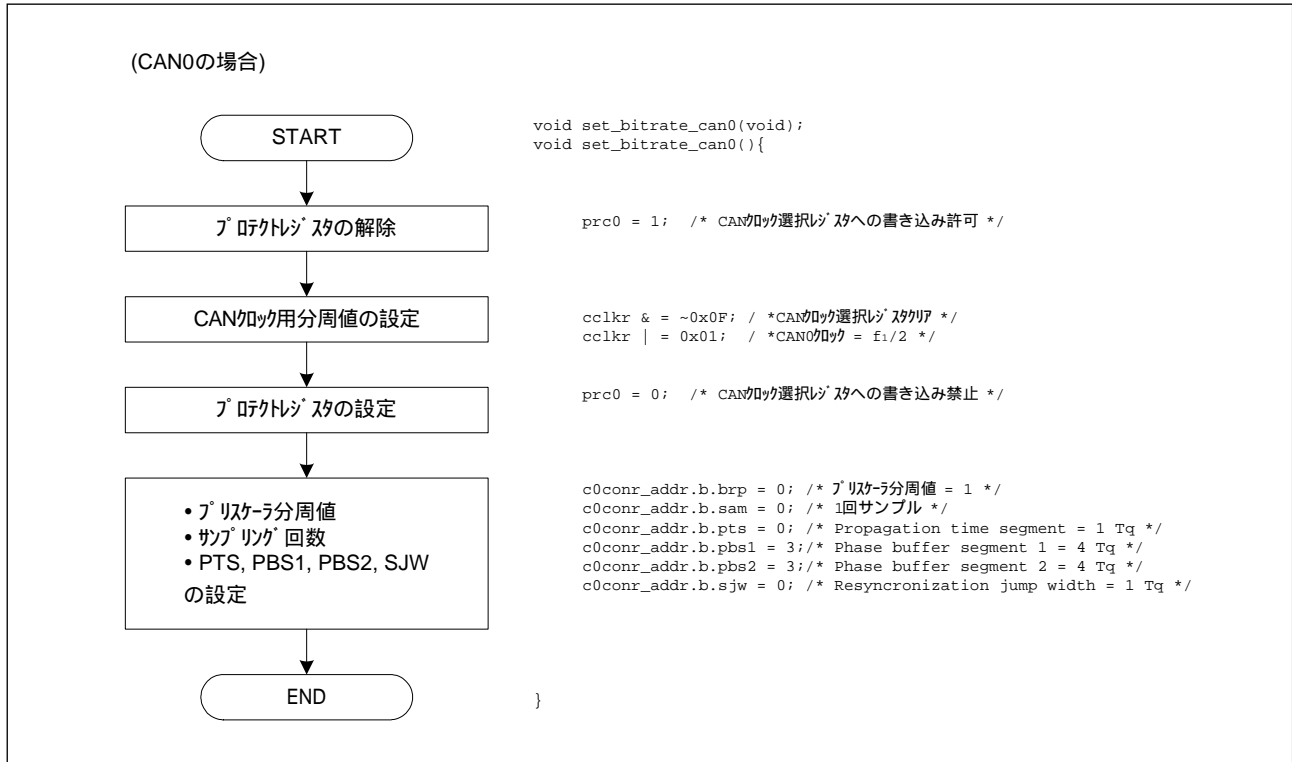 (CAN0の場合)
START
void set_bitrate_can0(void);
void set_bitrate_can0(){
ﾌﾟﾛﾃｸﾄﾚｼﾞｽﾀの解除
prc0 = 1; /* CANｸﾛｯｸ選択ﾚｼﾞｽﾀへの書き込み許可 */
CANｸﾛｯｸ用分周値の設定
cclkr & = ~0x0F; / *CANｸﾛｯｸ選択ﾚｼﾞｽﾀｸﾘｱ */
cclkr | = 0x01; / *CAN0ｸﾛｯｸ = f₁/2 */
ﾌﾟﾛﾃｸﾄﾚｼﾞｽﾀの設定
prc0 = 0; /* CANｸﾛｯｸ選択ﾚｼﾞｽﾀへの書き込み禁止 */
• ﾌﾟﾘｽｹｰﾗ分周値
• ｻﾝﾌﾟﾘﾝｸﾞ回数
• PTS, PBS1, PBS2, SJW
の設定
c0conr_addr.b.brp = 0; /* ﾌﾟﾘｽｹｰﾗ分周値 = 1 */
c0conr_addr.b.sam = 0; /* 1回サンプル */
c0conr_addr.b.pts = 0; /* Propagation time segment = 1 Tq */
c0conr_addr.b.pbs1 = 3;/* Phase buffer segment 1 = 4 Tq */
c0conr_addr.b.pbs2 = 3;/* Phase buffer segment 2 = 4 Tq */
c0conr_addr.b.sjw = 0; /* Resyncronization jump width = 1 Tq */
END
}